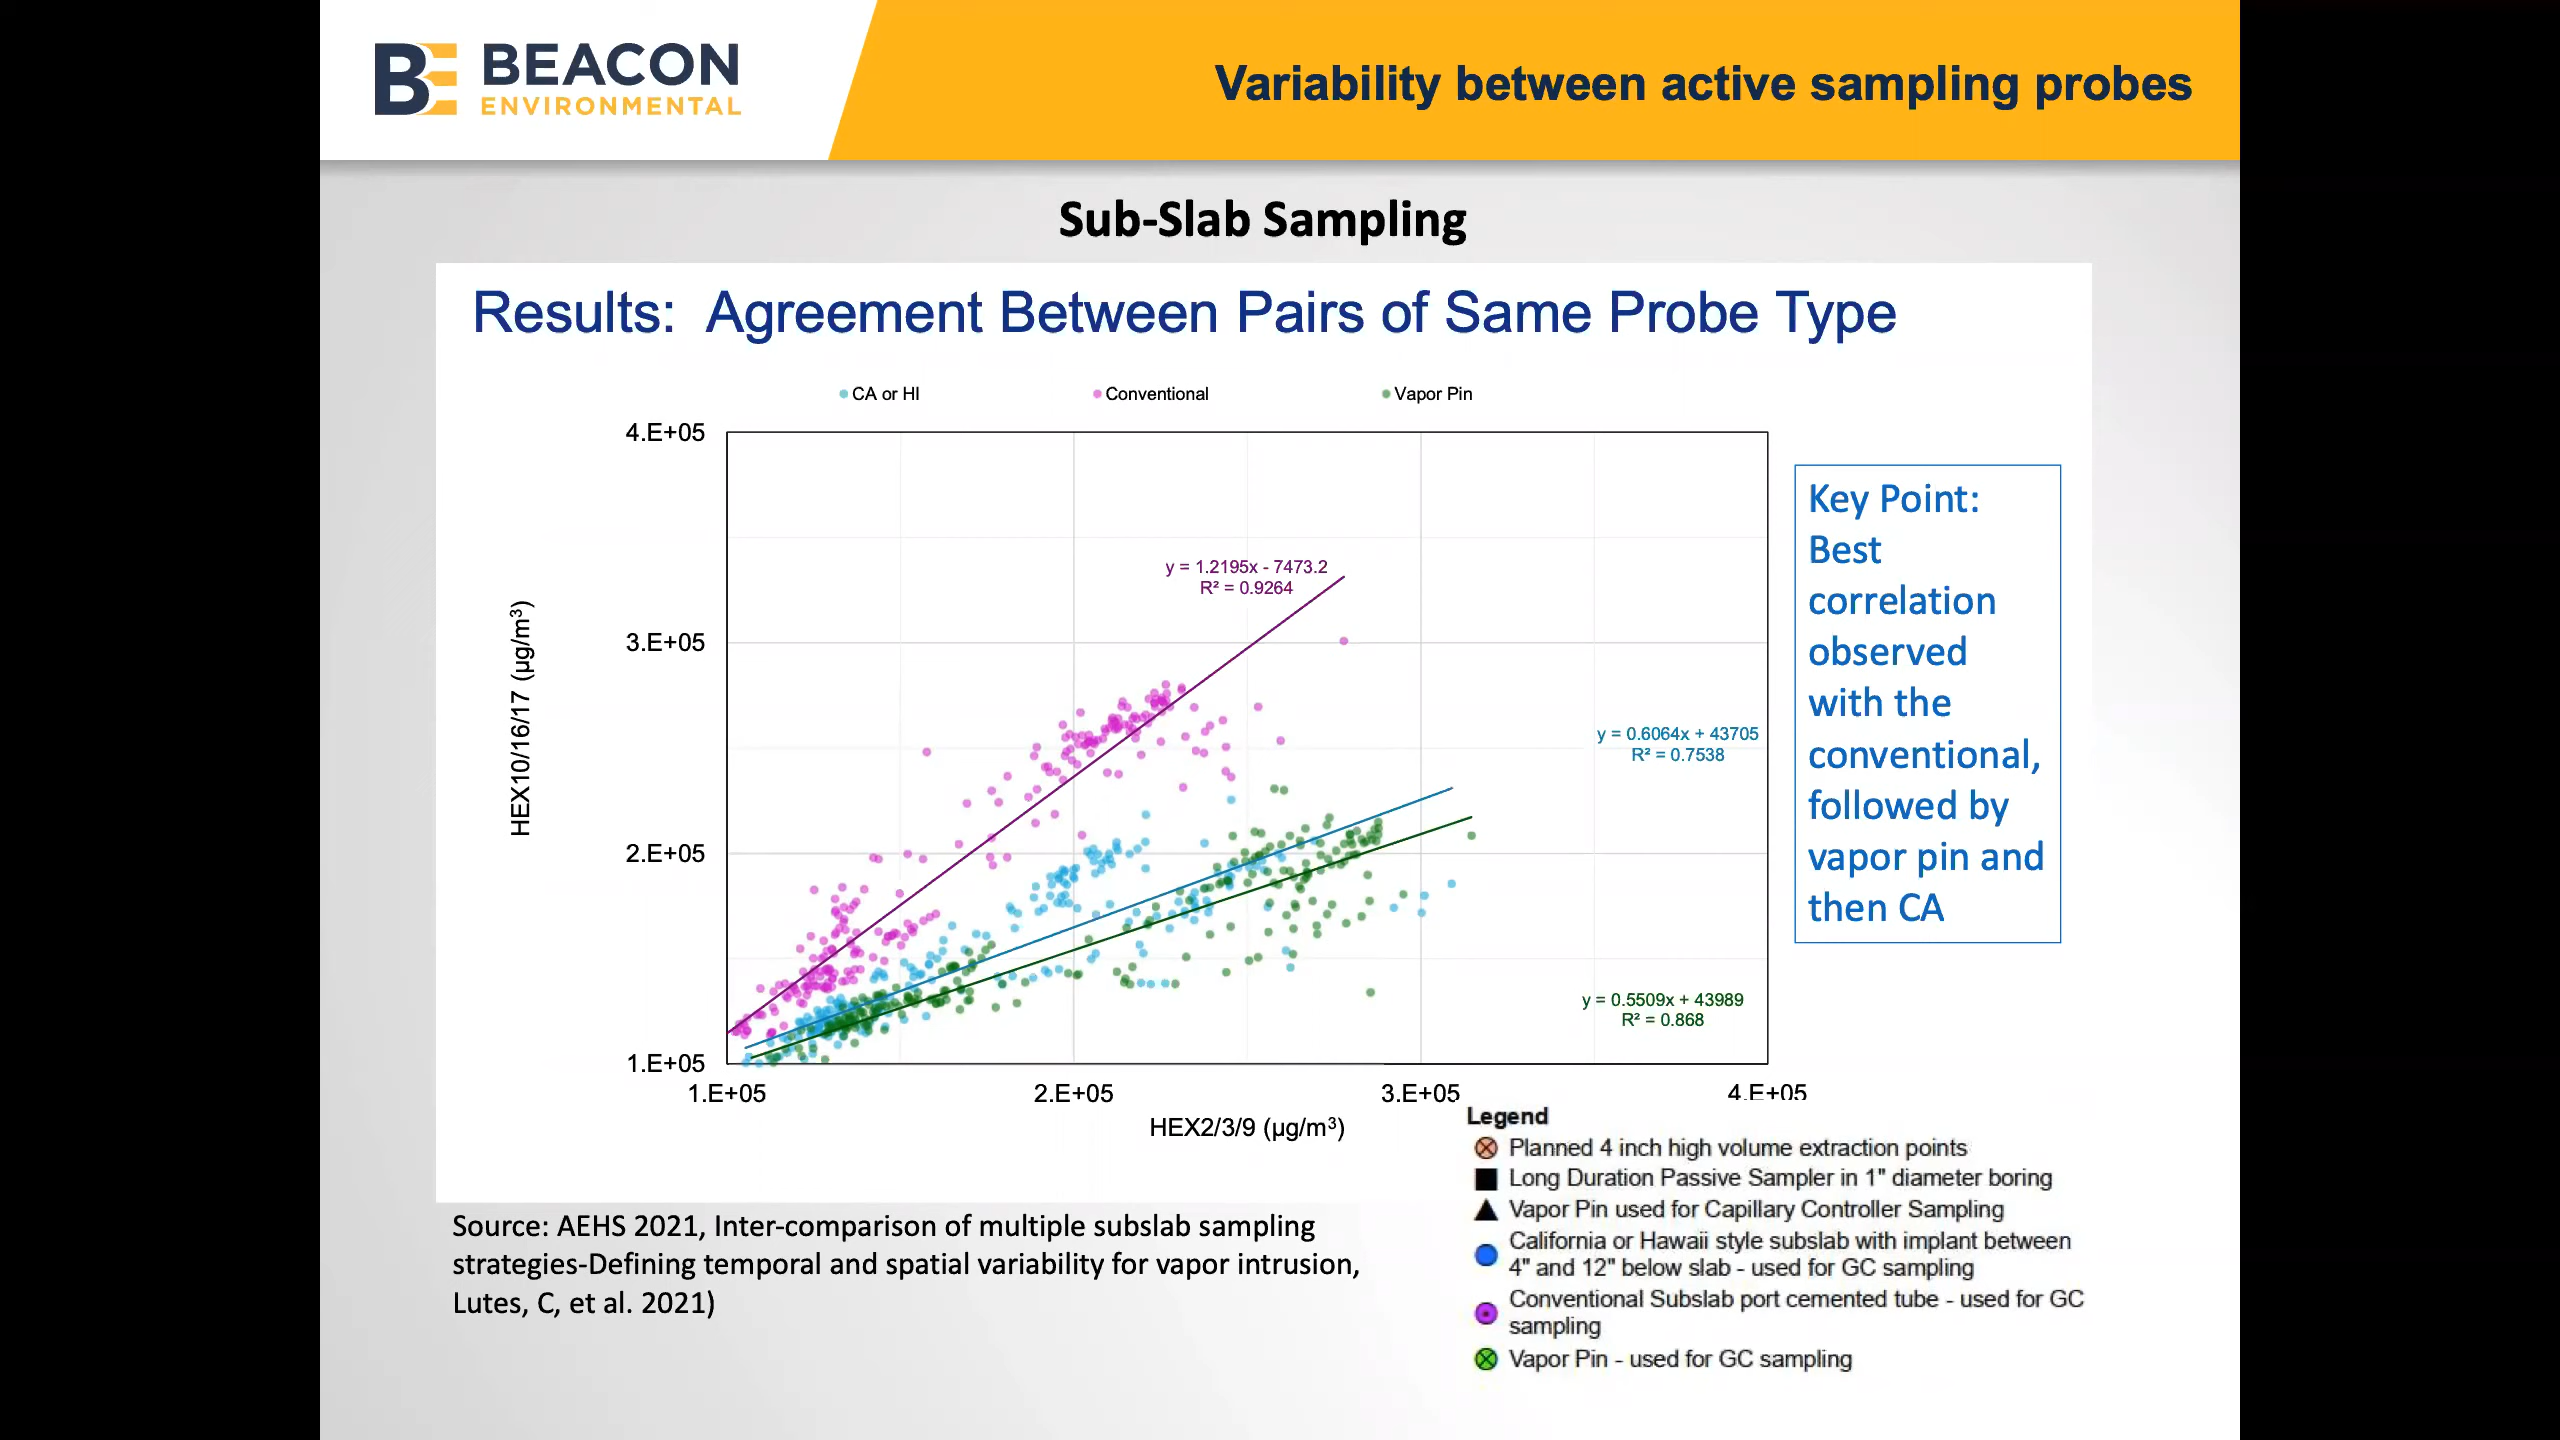 BEACON
ENVIRONMENTAL
Variability between active sampling probes
Sub-Slab Sampling
Results: Agreement Between Pairs of Same Probe Type
CA or HI
Conventional
Vapor Pin
4.E+05
3.E+05
2.E+05
1.E+05
HEX10/16/17 (µg/m³)
y = 1.2195x - 7473.2
R² = 0.9264
y = 0.6064x + 43705
R² = 0.7538
y = 0.5509x + 43989
R² = 0.868
1.E+05
2.E+05
3.E+05
4.E+05
HEX2/3/9 (µg/m³)
Key Point:
Best
correlation
observed
with the
conventional,
followed by
vapor pin and
then CA
Legend
Planned 4 inch high volume extraction points
Long Duration Passive Sampler in 1" diameter boring
Vapor Pin used for Capillary Controller Sampling
California or Hawaii style subslab with implant between
4" and 12" below slab - used for GC sampling
Conventional Subslab port cemented tube - used for GC
sampling
Vapor Pin - used for GC sampling
Source: AEHS 2021, Inter-comparison of multiple subslab sampling
strategies-Defining temporal and spatial variability for vapor intrusion,
Lutes, C, et al. 2021)